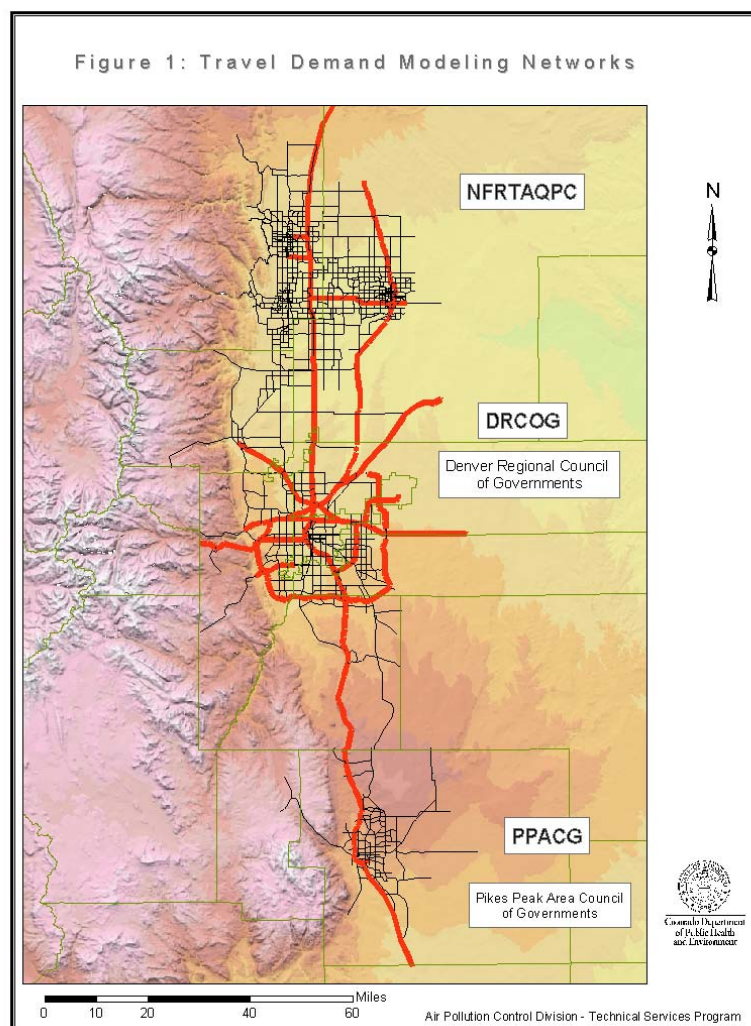 Figure 1: Travel Demand Modeling Networks
NFRTAQPC
N
DRCOG
Denver Regional Council
of Governments
PPACG
Pikes Peak Area Council
of Governments
Colorado Department
of Public Health
and Environment
Miles
0 10 20 40 60
Air Pollution Control Division - Technical Services Program